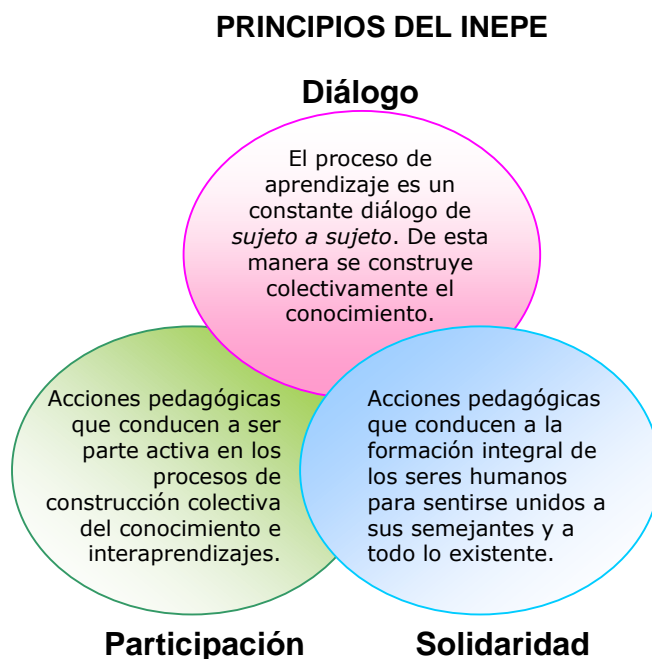 PRINCIPIOS DEL INEPE
Diálogo
El proceso de
aprendizaje es un
constante diálogo de
sujeto a sujeto. De esta
manera se construye
colectivamente el
conocimiento.
Acciones pedagógicas
que conducen a ser
parte activa en los
procesos de
construcción colectiva
del conocimiento e
interaprendizajes.
Acciones pedagógicas
que conducen a la
formación integral de
los seres humanos
para sentirse unidos a
sus semejantes y a
todo lo existente.
Participación
Solidaridad